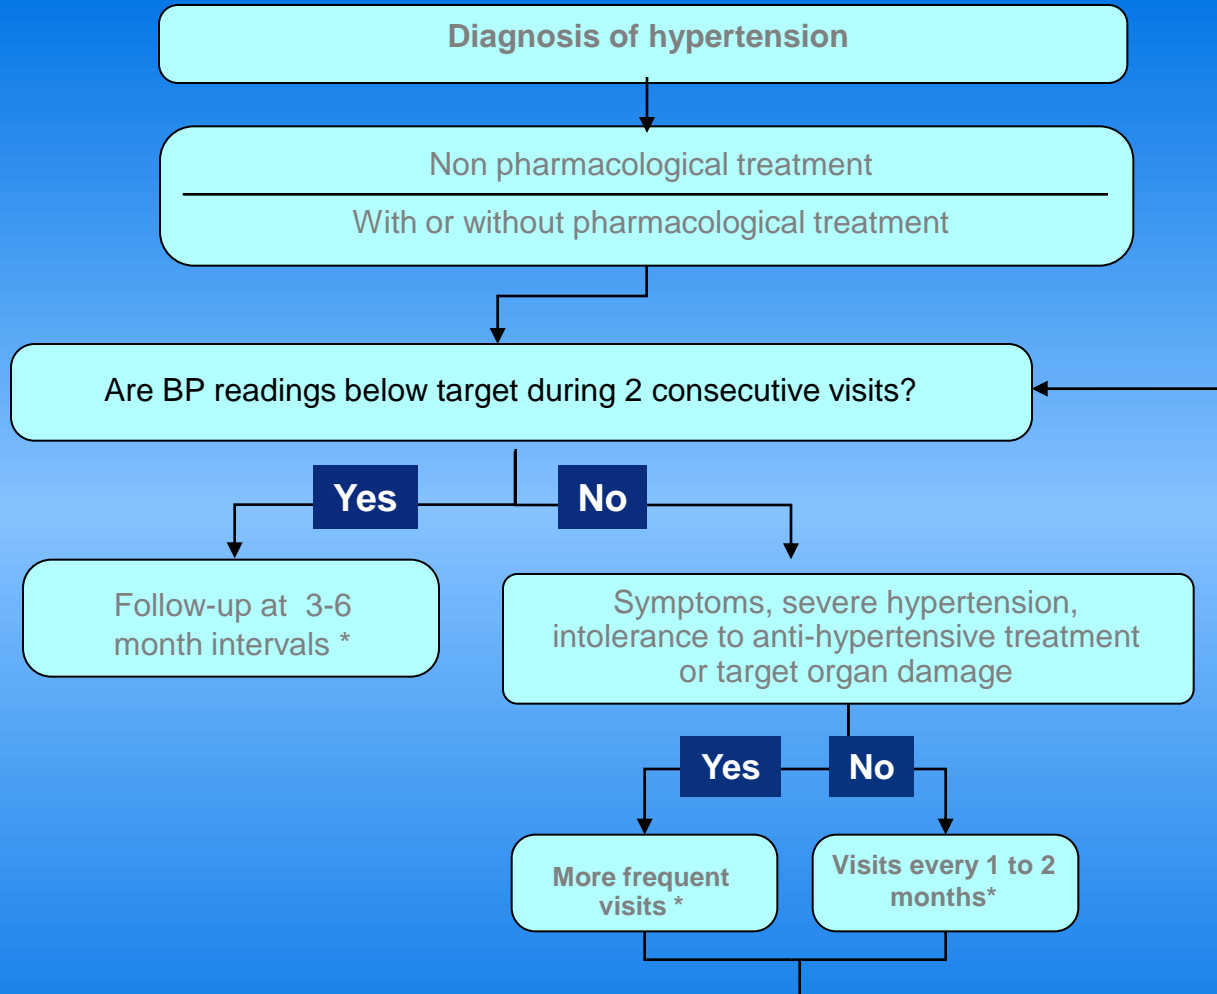 Diagnosis of hypertension
Non pharmacological treatment
With or without pharmacological treatment
Are BP readings below target during 2 consecutive visits?
Yes
No
Follow-up at 3-6
month intervals *
Symptoms, severe hypertension,
intolerance to anti-hypertensive treatment
or target organ damage
Yes
No
More frequent
visits *
Visits every 1 to 2
months*